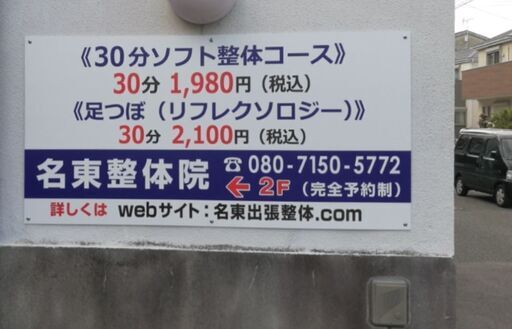 《30分ソフト整体コース》
30分 1,980円（税込）
《足つぼ（リフレクソロジー）》
30分 2,100円（税込）
名東整体院 ☎080-7150-5772
← 2F（完全予約制）
詳しくは webサイト:名東出張整体.com